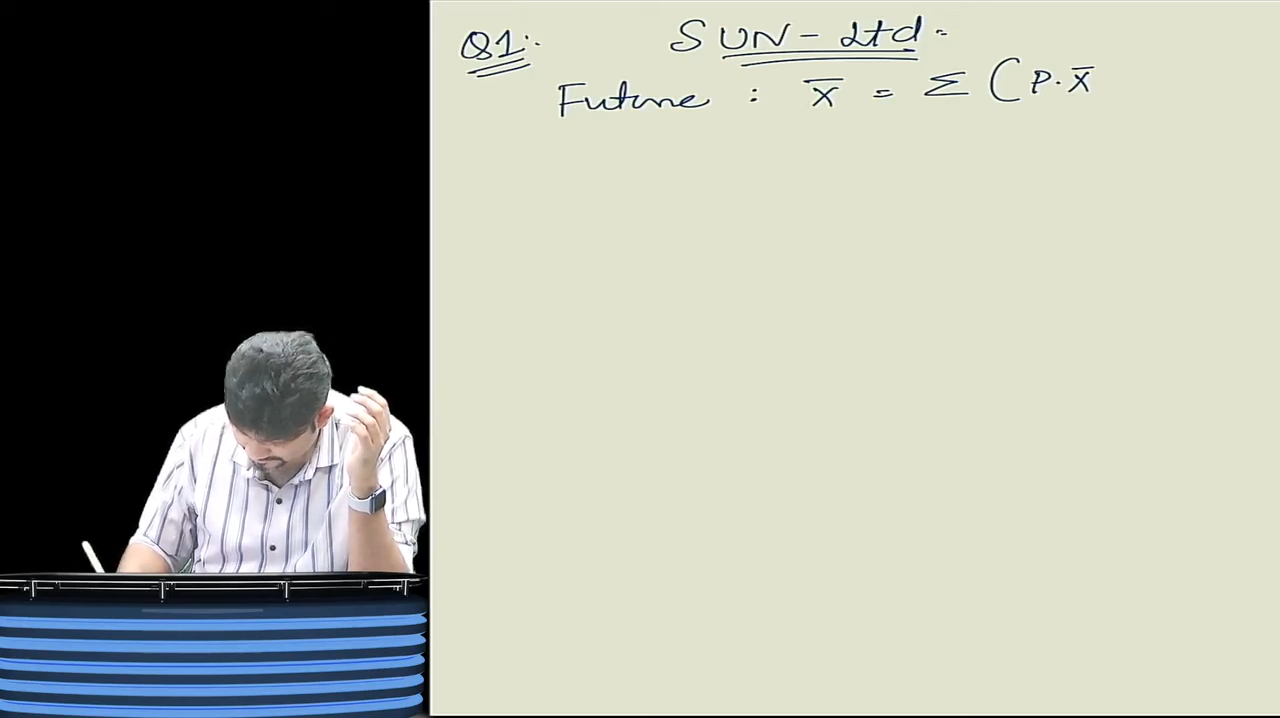 Q1:. SUN - Ltd.
Future : x̄ = Σ (P.x̄